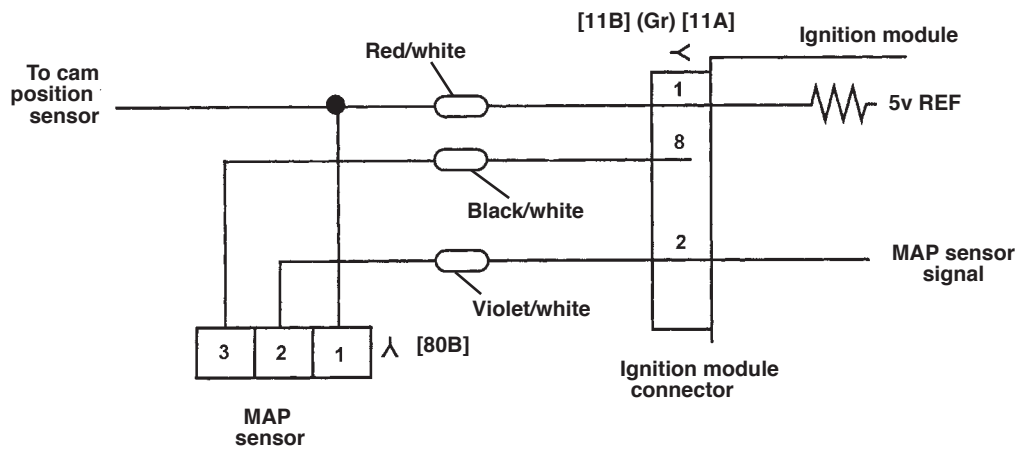 [11B] (Gr) [11A]
Ignition module
Red/white
To cam
position
sensor
1
5v REF
8
Black/white
2
MAP sensor
signal
Violet/white
3 2 1 [80B]
Ignition module
connector
MAP
sensor